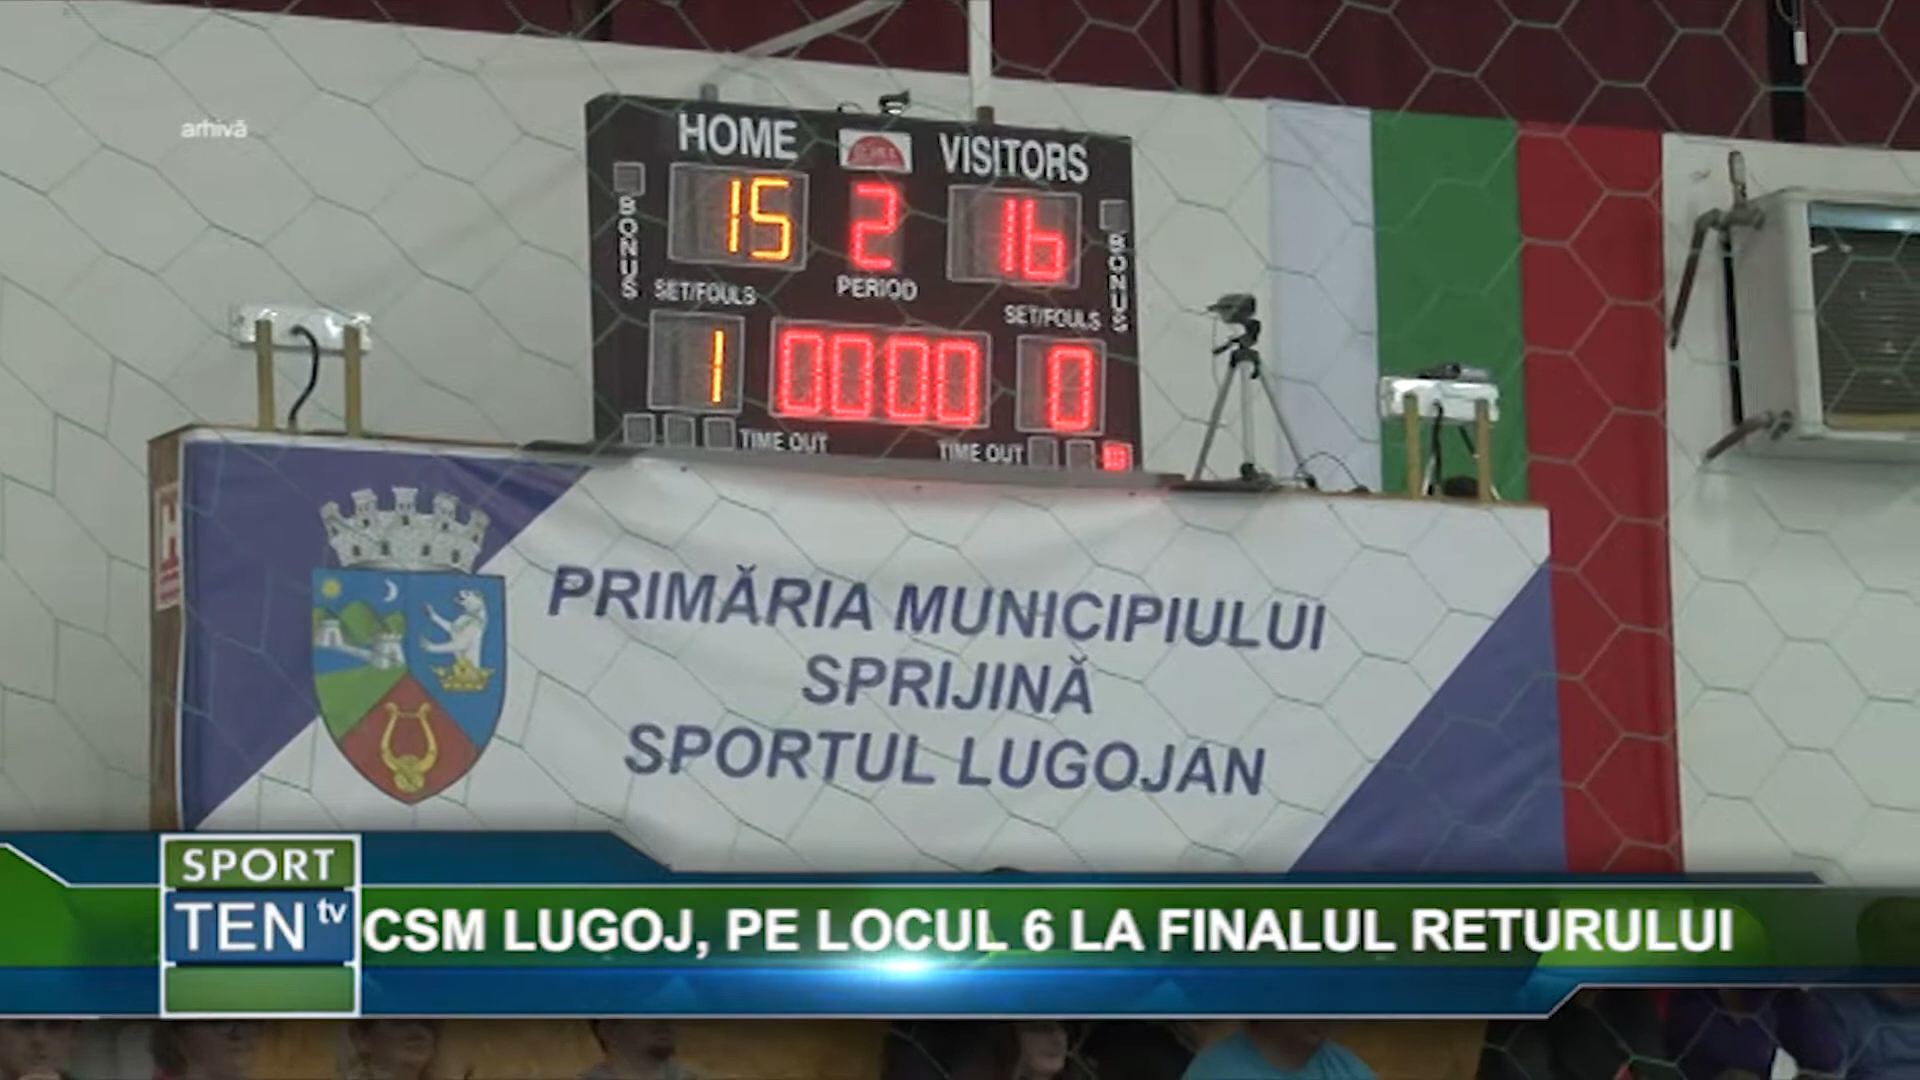 arhivă
HOME
VISITORS
15 2 16
BONUS
BONUS
SET/FOULS
PERIOD
SET/FOULS
1 0000 0
TIME OUT
TIME OUT
PRIMĂRIA MUNICIPIULUI
SPRIJINĂ
SPORTUL LUGOJAN
SPORT
TEN tv
CSM LUGOJ, PE LOCUL 6 LA FINALUL RETURULUI